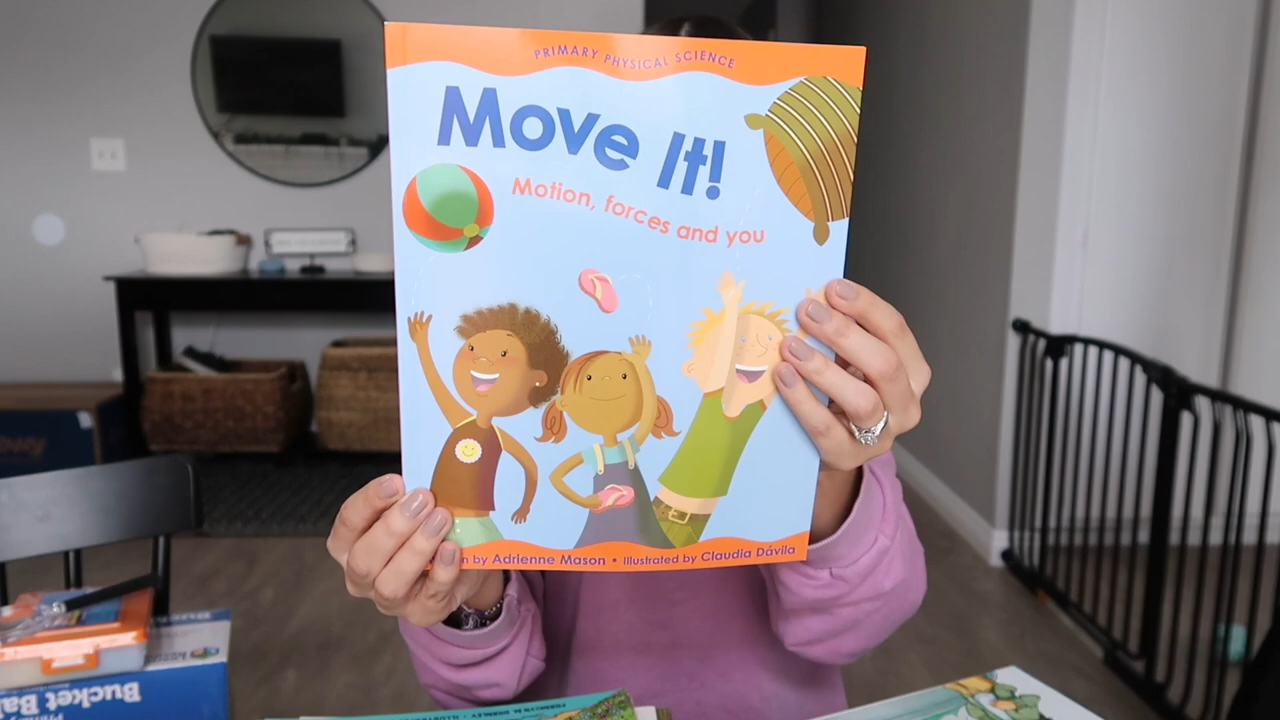 PRIMARY PHYSICAL SCIENCE
Move It!
Motion, forces and you
n by Adrienne Mason • Illustrated by Claudia Dávila
Bucket Ba